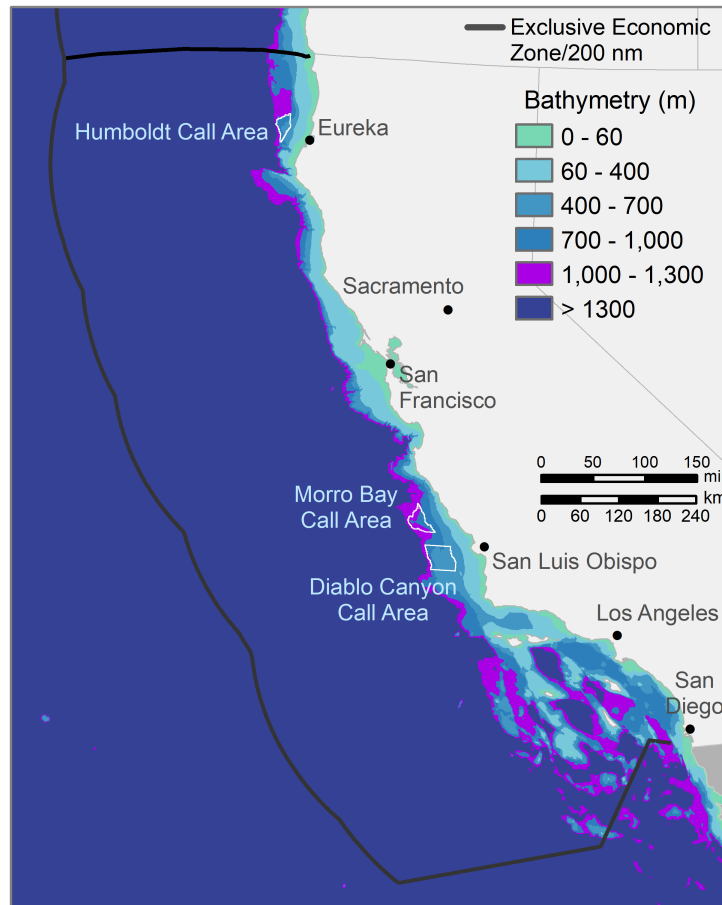 Exclusive Economic
Zone/200 nm
Bathymetry (m)
0 - 60
60 - 400
400 - 700
700 - 1,000
1,000 - 1,300
> 1300
Humboldt Call Area
Eureka
Sacramento
San
Francisco
0 50 100 150
mi
km
0 60 120 180 240
Morro Bay
Call Area
San Luis Obispo
Diablo Canyon
Call Area
Los Angeles
San
Diego